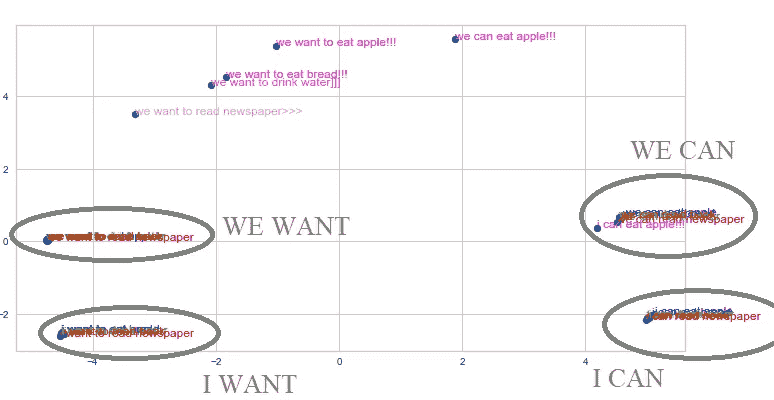 we want to eat apple!!!
we can eat apple!!!
we want to eat bread!!!
we want to drink water]]]
we want to read newspaper>>>
4
WE CAN
2
we can eat apple
can read newspaper
i can eat apple!!!
WE WANT
0
want to read newspaper
i can eat apple
can read newspaper
−2
i want to eat bread
want to read newspaper
−4
−2
0
2
4
I WANT
I CAN